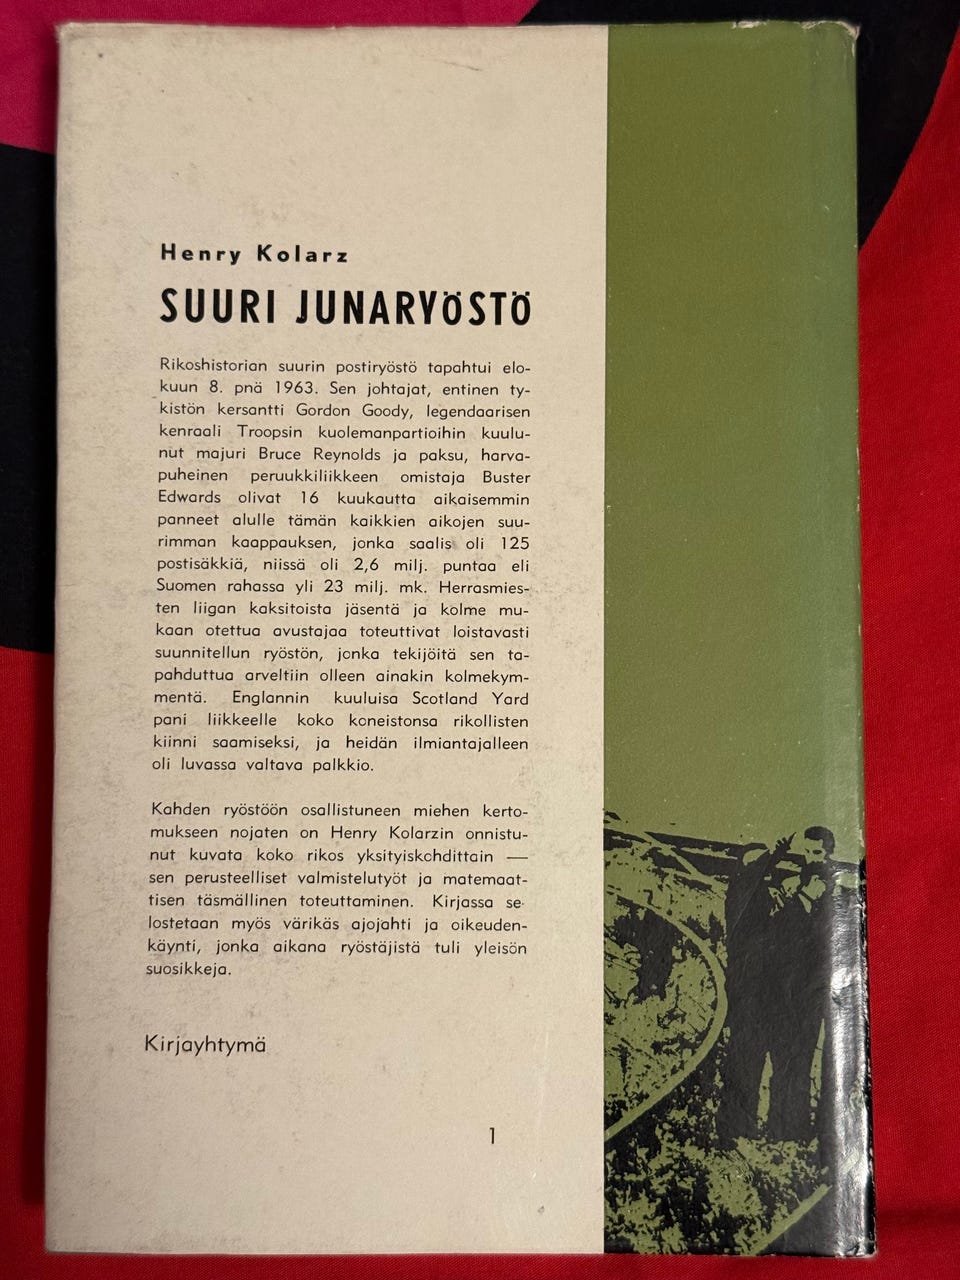 Henry Kolarz
SUURI JUNARYÖSTÖ
Rikoshistorian suurin postiryöstö tapahtui elo-
kuun 8. pnä 1963. Sen johtajat, entinen ty-
kistön kersantti Gordon Goody, legendaarisen
kenraali Troopsin kuolemanpartioihin kuulu-
nut majuri Bruce Reynolds ja paksu, harva-
puheinen peruukkiliikkeen omistaja Buster
Edwards olivat 16 kuukautta aikaisemmin
panneet alulle tämän kaikkien aikojen suu-
rimman kaappauksen, jonka saalis oli 125
postisäkkiä, niissä oli 2,6 milj. puntaa eli
Suomen rahassa yli 23 milj. mk. Herrasmies-
ten liigan kaksitoista jäsentä ja kolme mu-
kaan otettua avustajaa toteuttivat loistavasti
suunnitellun ryöstön, jonka tekijöitä sen ta-
pahduttua arveltiin olleen ainakin kolmekym-
mentä. Englannin kuuluisa Scotland Yard
pani liikkeelle koko koneistonsa rikollisten
kiinni saamiseksi, ja heidän ilmiantajalleen
oli luvassa valtava palkkio.
Kahden ryöstöön osallistuneen miehen kerto-
mukseen nojaten on Henry Kolarzin onnistu-
nut kuvata koko rikos yksityiskohdittain —
sen perusteelliset valmistelutyöt ja matemaat-
tisen täsmällinen toteuttaminen. Kirjassa se-
lostetaan myös värikäs ajojahti ja oikeuden-
käynti, jonka aikana ryöstäjistä tuli yleisön
suosikkeja.
Kirjayhtymä
1